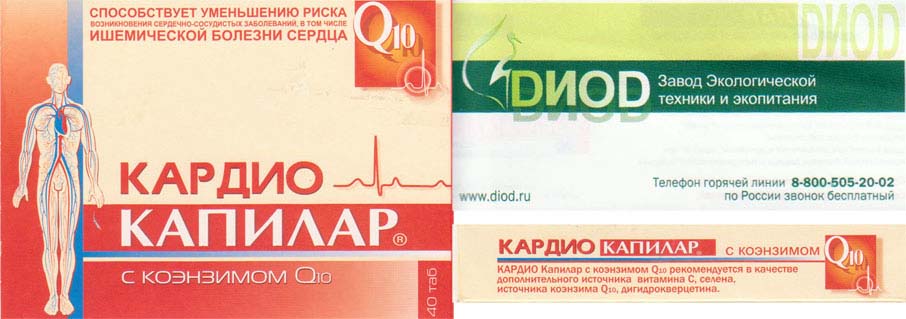 СПОСОБСТВУЕТ УМЕНЬШЕНИЮ РИСКА
ВОЗНИКНОВЕНИЯ СЕРДЕЧНО-СОСУДИСТЫХ ЗАБОЛЕВАНИЙ, В ТОМ ЧИСЛЕ
ИШЕМИЧЕСКОЙ БОЛЕЗНИ СЕРДЦА
Q10
КАРДИО
КАПИЛАР®
С КОЭНЗИМОМ Q10
40 таб
DИОD
DИОD
Завод Экологической
техники и экопитания
www.diod.ru
Телефон горячей линии 8-800-505-20-02
по России звонок бесплатный
КАРДИО КАПИЛАР® С КОЭНЗИМОМ
Q10
КАРДИО Капилар с коэнзимом Q10 рекомендуется в качестве
дополнительного источника витамина С, селена,
источника коэнзима Q10, дигидрокверцетина.